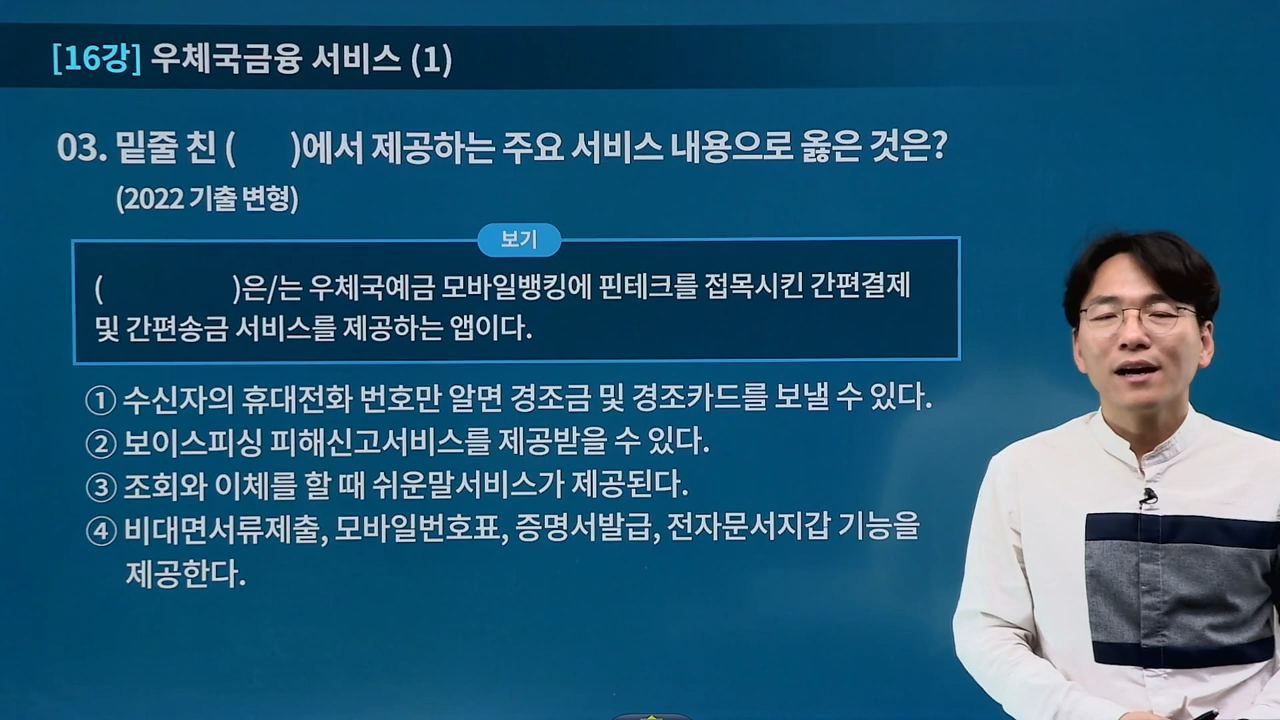 [16강] 우체국금융 서비스 (1)
03. 밑줄 친 (      )에서 제공하는 주요 서비스 내용으로 옳은 것은?
(2022 기출 변형)
보기
(            )은/는 우체국예금 모바일뱅킹에 핀테크를 접목시킨 간편결제
및 간편송금 서비스를 제공하는 앱이다.
① 수신자의 휴대전화 번호만 알면 경조금 및 경조카드를 보낼 수 있다.
② 보이스피싱 피해신고서비스를 제공받을 수 있다.
③ 조회와 이체를 할 때 쉬운말서비스가 제공된다.
④ 비대면서류제출, 모바일번호표, 증명서발급, 전자문서지갑 기능을
제공한다.